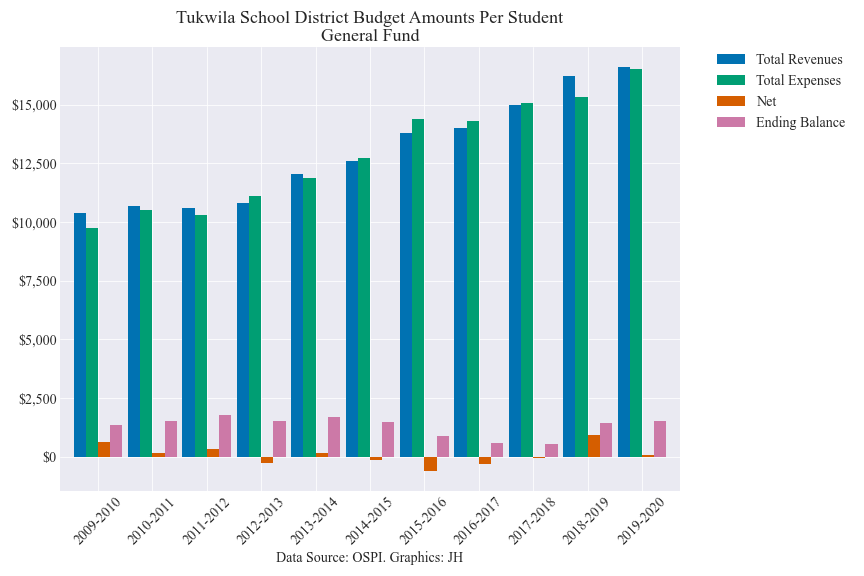 Tukwila School District Budget Amounts Per Student
General Fund
Total Revenues
Total Expenses
Net
Ending Balance
$15,000
$12,500
$10,000
$7,500
$5,000
$2,500
$0
2009-2010
2010-2011
2011-2012
2012-2013
2013-2014
2014-2015
2015-2016
2016-2017
2017-2018
2018-2019
2019-2020
Data Source: OSPI. Graphics: JH